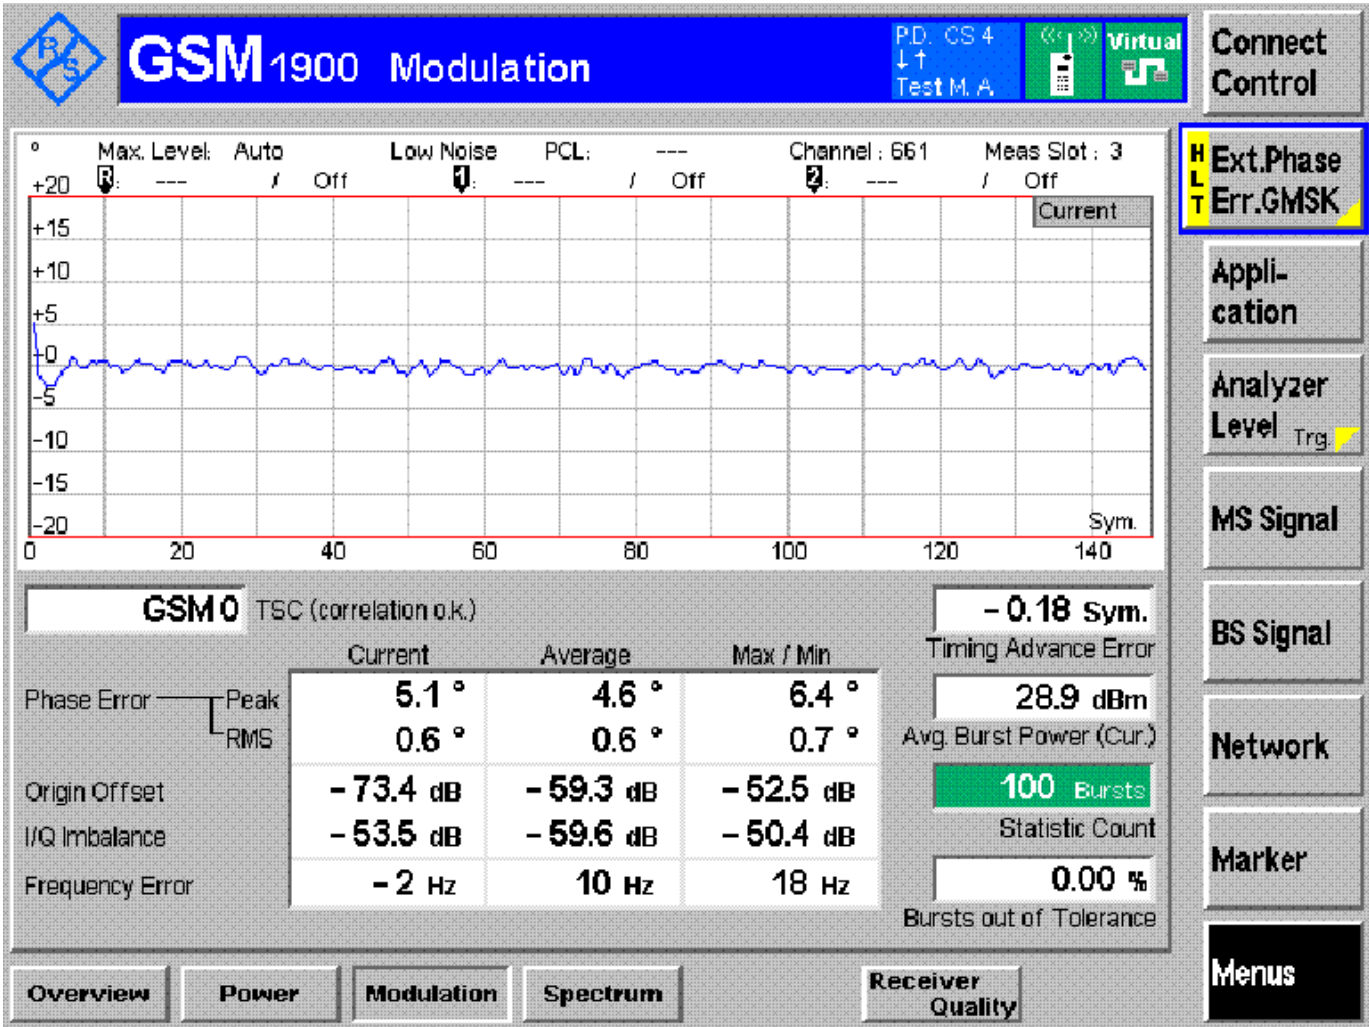 R&S
GSM 1900 Modulation
P.D. CS 4
Test M. A.
Virtual
Connect
Control
° Max. Level: Auto Low Noise PCL: --- Channel : 661 Meas Slot : 3
R: --- / Off 1: --- / Off 2: --- / Off
+20
+15
+10
+5
+0
-5
-10
-15
-20
Current
Sym.
0 20 40 60 80 100 120 140
GSM 0 TSC (correlation o.k.)
- 0.18 Sym.
Timing Advance Error
Current Average Max / Min
Phase Error Peak 5.1 ° 4.6 ° 6.4 °
RMS 0.6 ° 0.6 ° 0.7 °
28.9 dBm
Avg. Burst Power (Cur.)
Origin Offset - 73.4 dB - 59.3 dB - 52.5 dB
I/Q Imbalance - 53.5 dB - 59.6 dB - 50.4 dB
Frequency Error - 2 Hz 10 Hz 18 Hz
100 Bursts
Statistic Count
0.00 %
Bursts out of Tolerance
HLT
Ext.Phase
Err.GMSK
Appli-
cation
Analyzer
Level Trg.
MS Signal
BS Signal
Network
Marker
Menus
Overview Power Modulation Spectrum Receiver
Quality